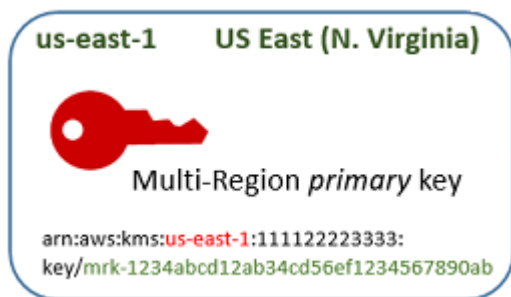 us-east-1 US East (N. Virginia)
Multi-Region primary key
arn:aws:kms:us-east-1:111122223333:
key/mrk-1234abcd12ab34cd56ef1234567890ab